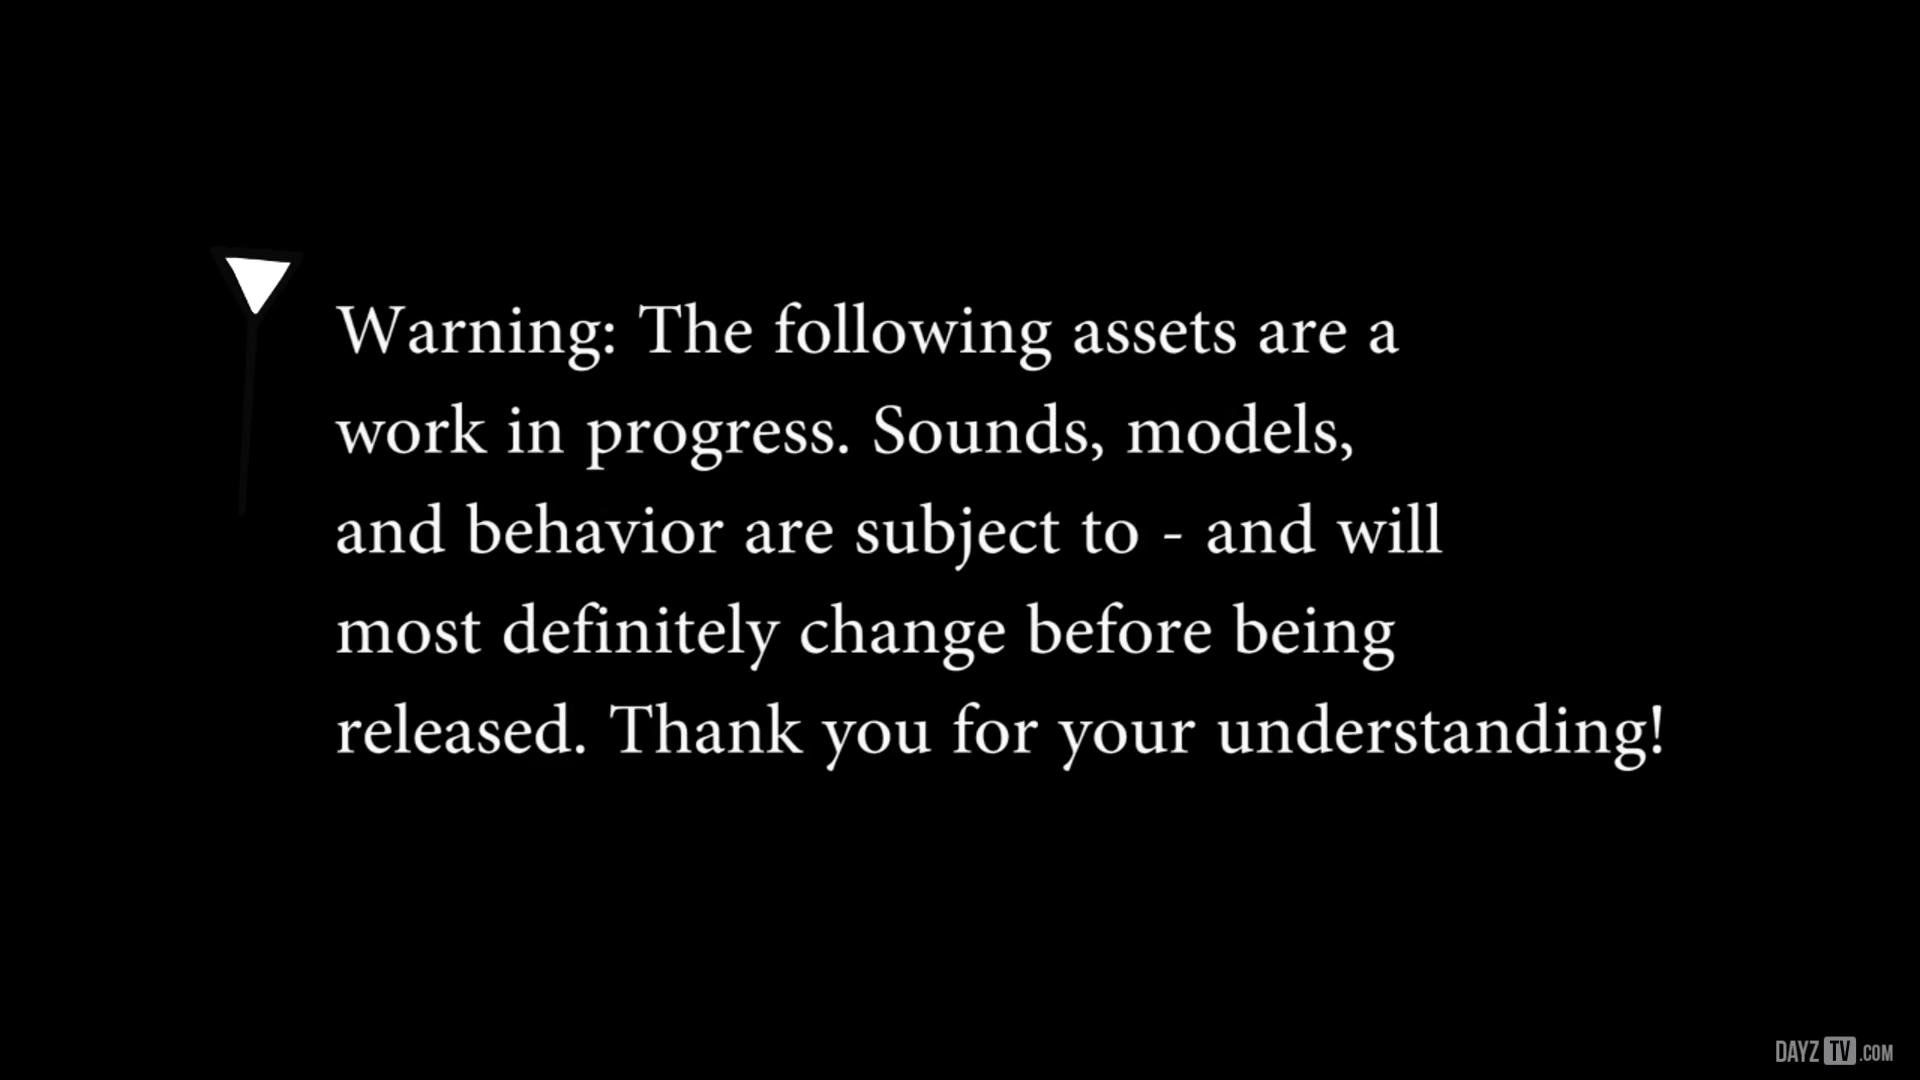 Warning: The following assets are a
work in progress. Sounds, models,
and behavior are subject to - and will
most definitely change before being
released. Thank you for your understanding!
DAYZ TV .COM